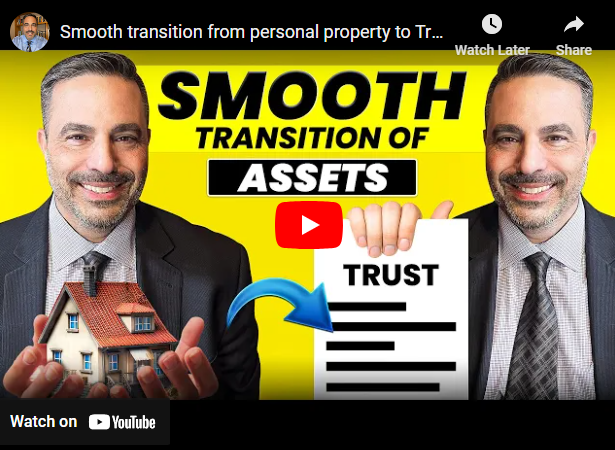 Smooth transition from personal property to Tr...
Watch Later
Share
SMOOTH
TRANSITION OF
ASSETS
TRUST
Watch on YouTube